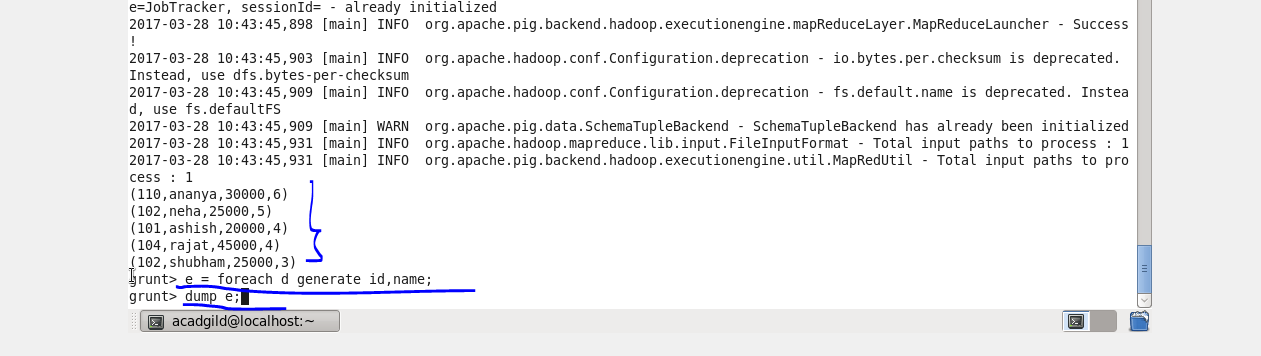 e=JobTracker, sessionId= - already initialized
2017-03-28 10:43:45,898 [main] INFO  org.apache.pig.backend.hadoop.executionengine.mapReduceLayer.MapReduceLauncher - Success
!
2017-03-28 10:43:45,903 [main] INFO  org.apache.hadoop.conf.Configuration.deprecation - io.bytes.per.checksum is deprecated.
Instead, use dfs.bytes-per-checksum
2017-03-28 10:43:45,909 [main] INFO  org.apache.hadoop.conf.Configuration.deprecation - fs.default.name is deprecated. Instea
d, use fs.defaultFS
2017-03-28 10:43:45,909 [main] WARN  org.apache.pig.data.SchemaTupleBackend - SchemaTupleBackend has already been initialized
2017-03-28 10:43:45,931 [main] INFO  org.apache.hadoop.mapreduce.lib.input.FileInputFormat - Total input paths to process : 1
2017-03-28 10:43:45,931 [main] INFO  org.apache.pig.backend.hadoop.executionengine.util.MapRedUtil - Total input paths to pro
cess : 1
(110,ananya,30000,6)
(102,neha,25000,5)
(101,ashish,20000,4)
(104,rajat,45000,4)
(102,shubham,25000,3)
grunt> e = foreach d generate id,name;
grunt> dump e;
acadgild@localhost:~